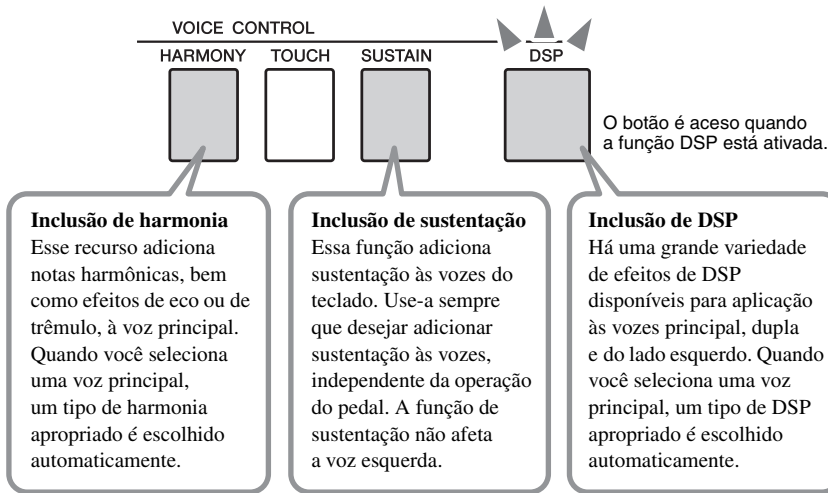 VOICE CONTROL
HARMONY TOUCH SUSTAIN DSP
O botão é aceso quando
a função DSP está ativada.
Inclusão de harmonia
Esse recurso adiciona
notas harmônicas, bem
como efeitos de eco ou de
trêmulo, à voz principal.
Quando você seleciona
uma voz principal,
um tipo de harmonia
apropriado é escolhido
automaticamente.
Inclusão de sustentação
Essa função adiciona
sustentação às vozes do
teclado. Use-a sempre
que desejar adicionar
sustentação às vozes,
independente da operação
do pedal. A função de
sustentação não afeta
a voz esquerda.
Inclusão de DSP
Há uma grande variedade
de efeitos de DSP
disponíveis para aplicação
às vozes principal, dupla
e do lado esquerdo. Quando
você seleciona uma voz
principal, um tipo de DSP
apropriado é escolhido
automaticamente.